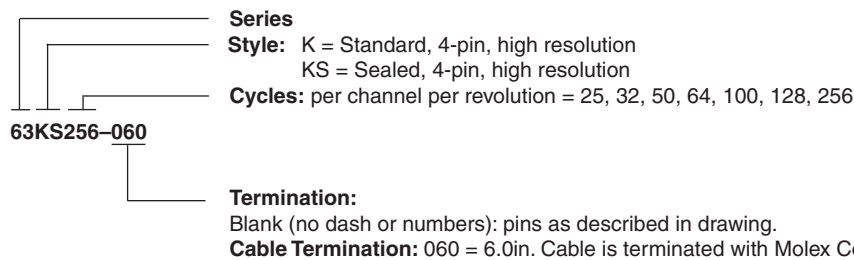 Series
Style: K = Standard, 4-pin, high resolution
KS = Sealed, 4-pin, high resolution
Cycles: per channel per revolution = 25, 32, 50, 64, 100, 128, 256
63KS256–060
Termination:
Blank (no dash or numbers): pins as described in drawing.
Cable Termination: 060 = 6.0in. Cable is terminated with Molex